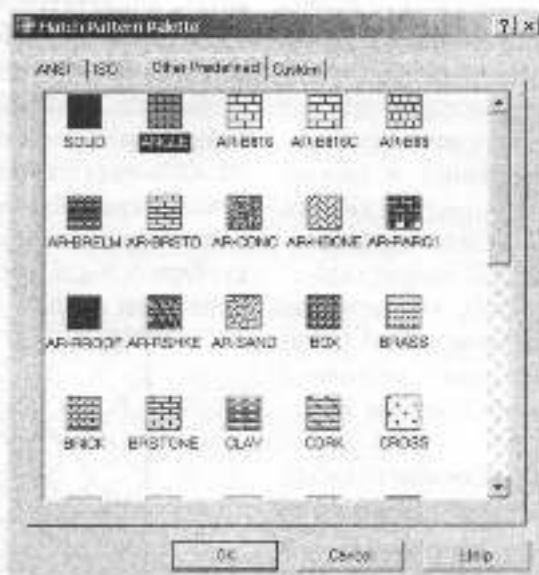 Hatch Pattern Palette
ANSI ISO Other Predefined Custom
SOLID ANGLE AR-B816 AR-B816C AR-B88
AR-BRELM AR-BRSTD AR-CONC AR-HBONE AR-PARQ1
AR-RROOF AR-RSHKE AR-SAND BOX BRASS
BRICK BRSTONE CLAY CORK CROSS
OK Cancel Help